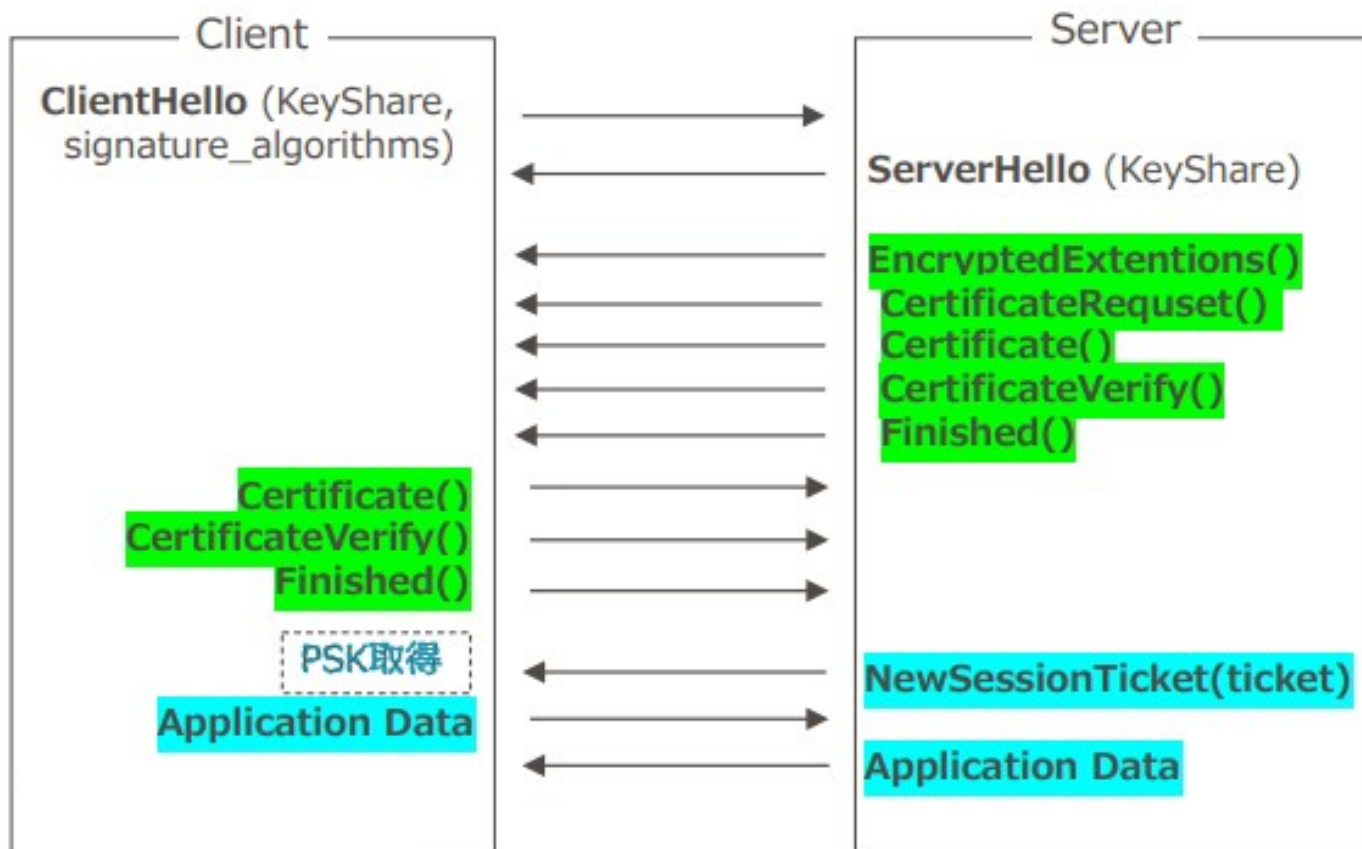 Client
Server
ClientHello (KeyShare,
signature_algorithms)
ServerHello (KeyShare)
EncryptedExtentions()
CertificateRequset()
Certificate()
CertificateVerify()
Finished()
Certificate()
CertificateVerify()
Finished()
PSK取得
NewSessionTicket(ticket)
Application Data
Application Data